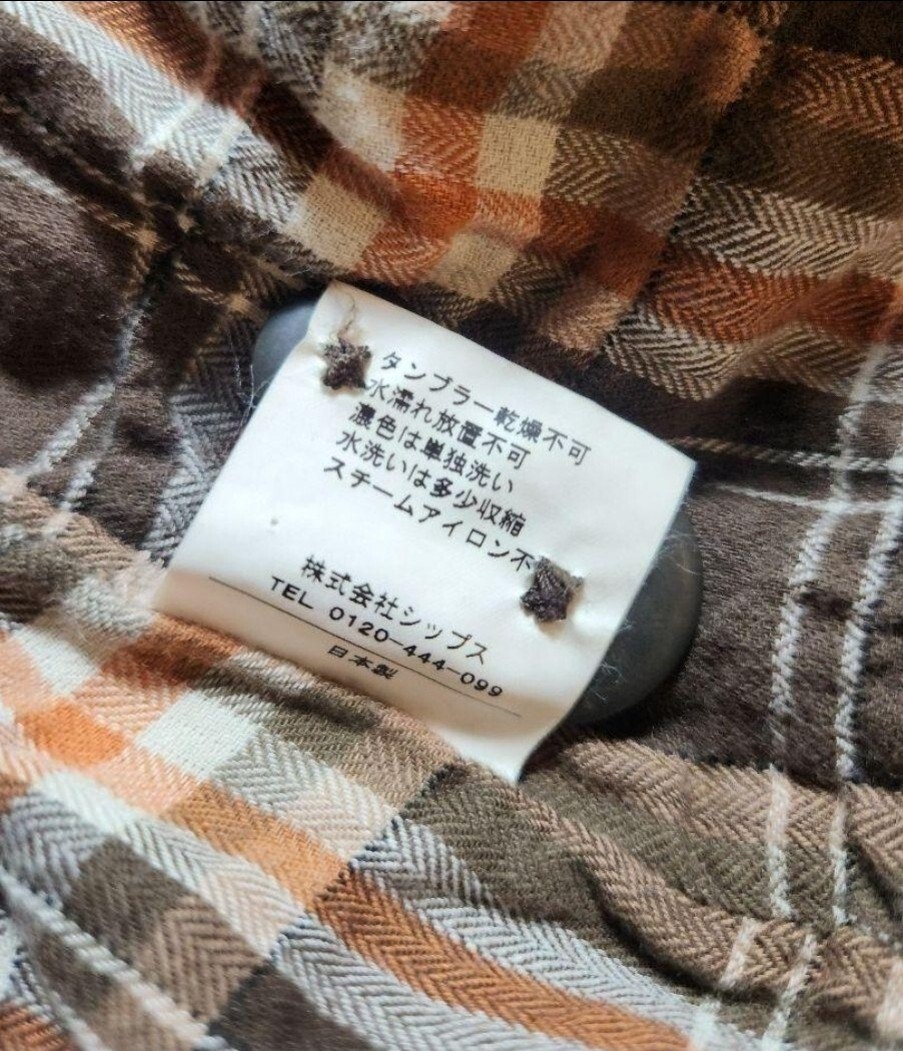 タンブラー乾燥不可
水濡れ放置不可
濃色は単独洗い
水洗いは多少収縮
スチームアイロン不
株式会社シップス
TEL 0120-444-099
日本製